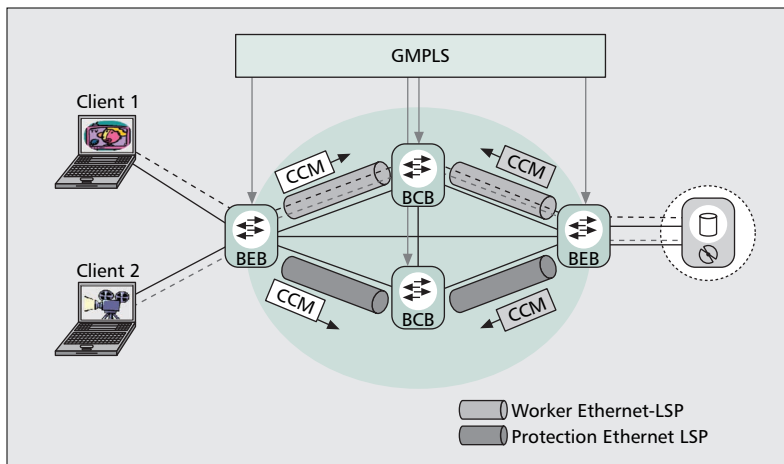 GMPLS
Client 1
CCM
CCM
BCB
BEB
BEB
Client 2
CCM
BCB
CCM
Worker Ethernet-LSP
Protection Ethernet LSP